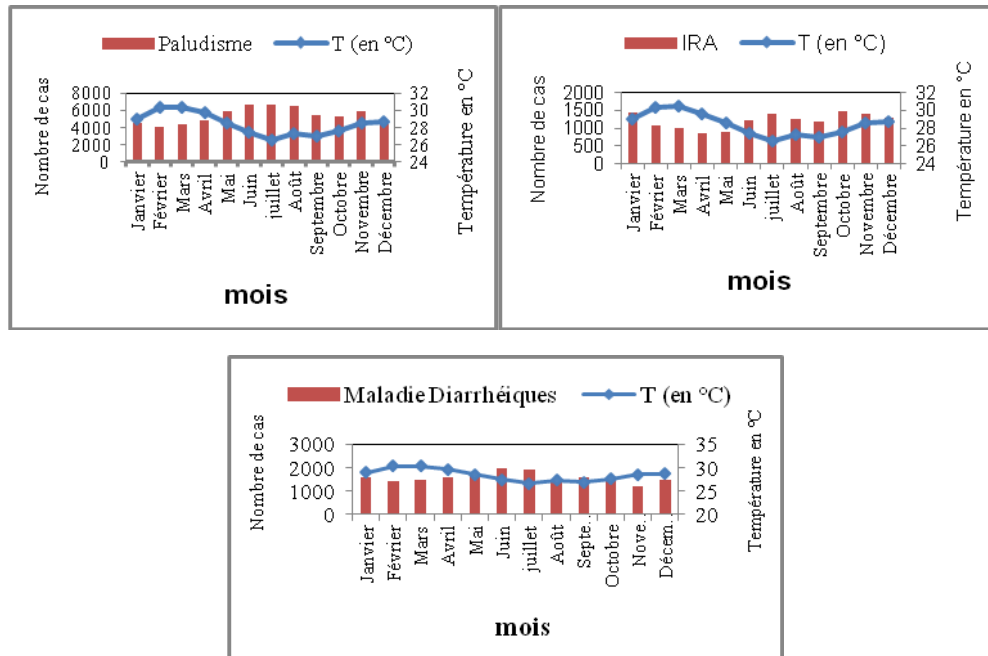 Paludisme T (en °C)
Nombre de cas
8000
6000
4000
2000
0
32
30
28
26
24
Température en °C
Janvier
Février
Mars
Avril
Mai
Juin
juillet
Août
Septembre
Octobre
Novembre
Décembre
mois
IRA T (en °C)
Nombre de cas
2000
1500
1000
500
0
32
30
28
26
24
Température en °C
Janvier
Février
Mars
Avril
Mai
Juin
juillet
Août
Septembre
Octobre
Novembre
Décembre
mois
Maladie Diarrhéiques T (en °C)
Nombre de cas
3000
2000
1000
0
35
30
25
20
Température en °C
Janvier
Février
Mars
Avril
Mai
Juin
juillet
Août
Septe...
Octobre
Nove...
Décem...
mois